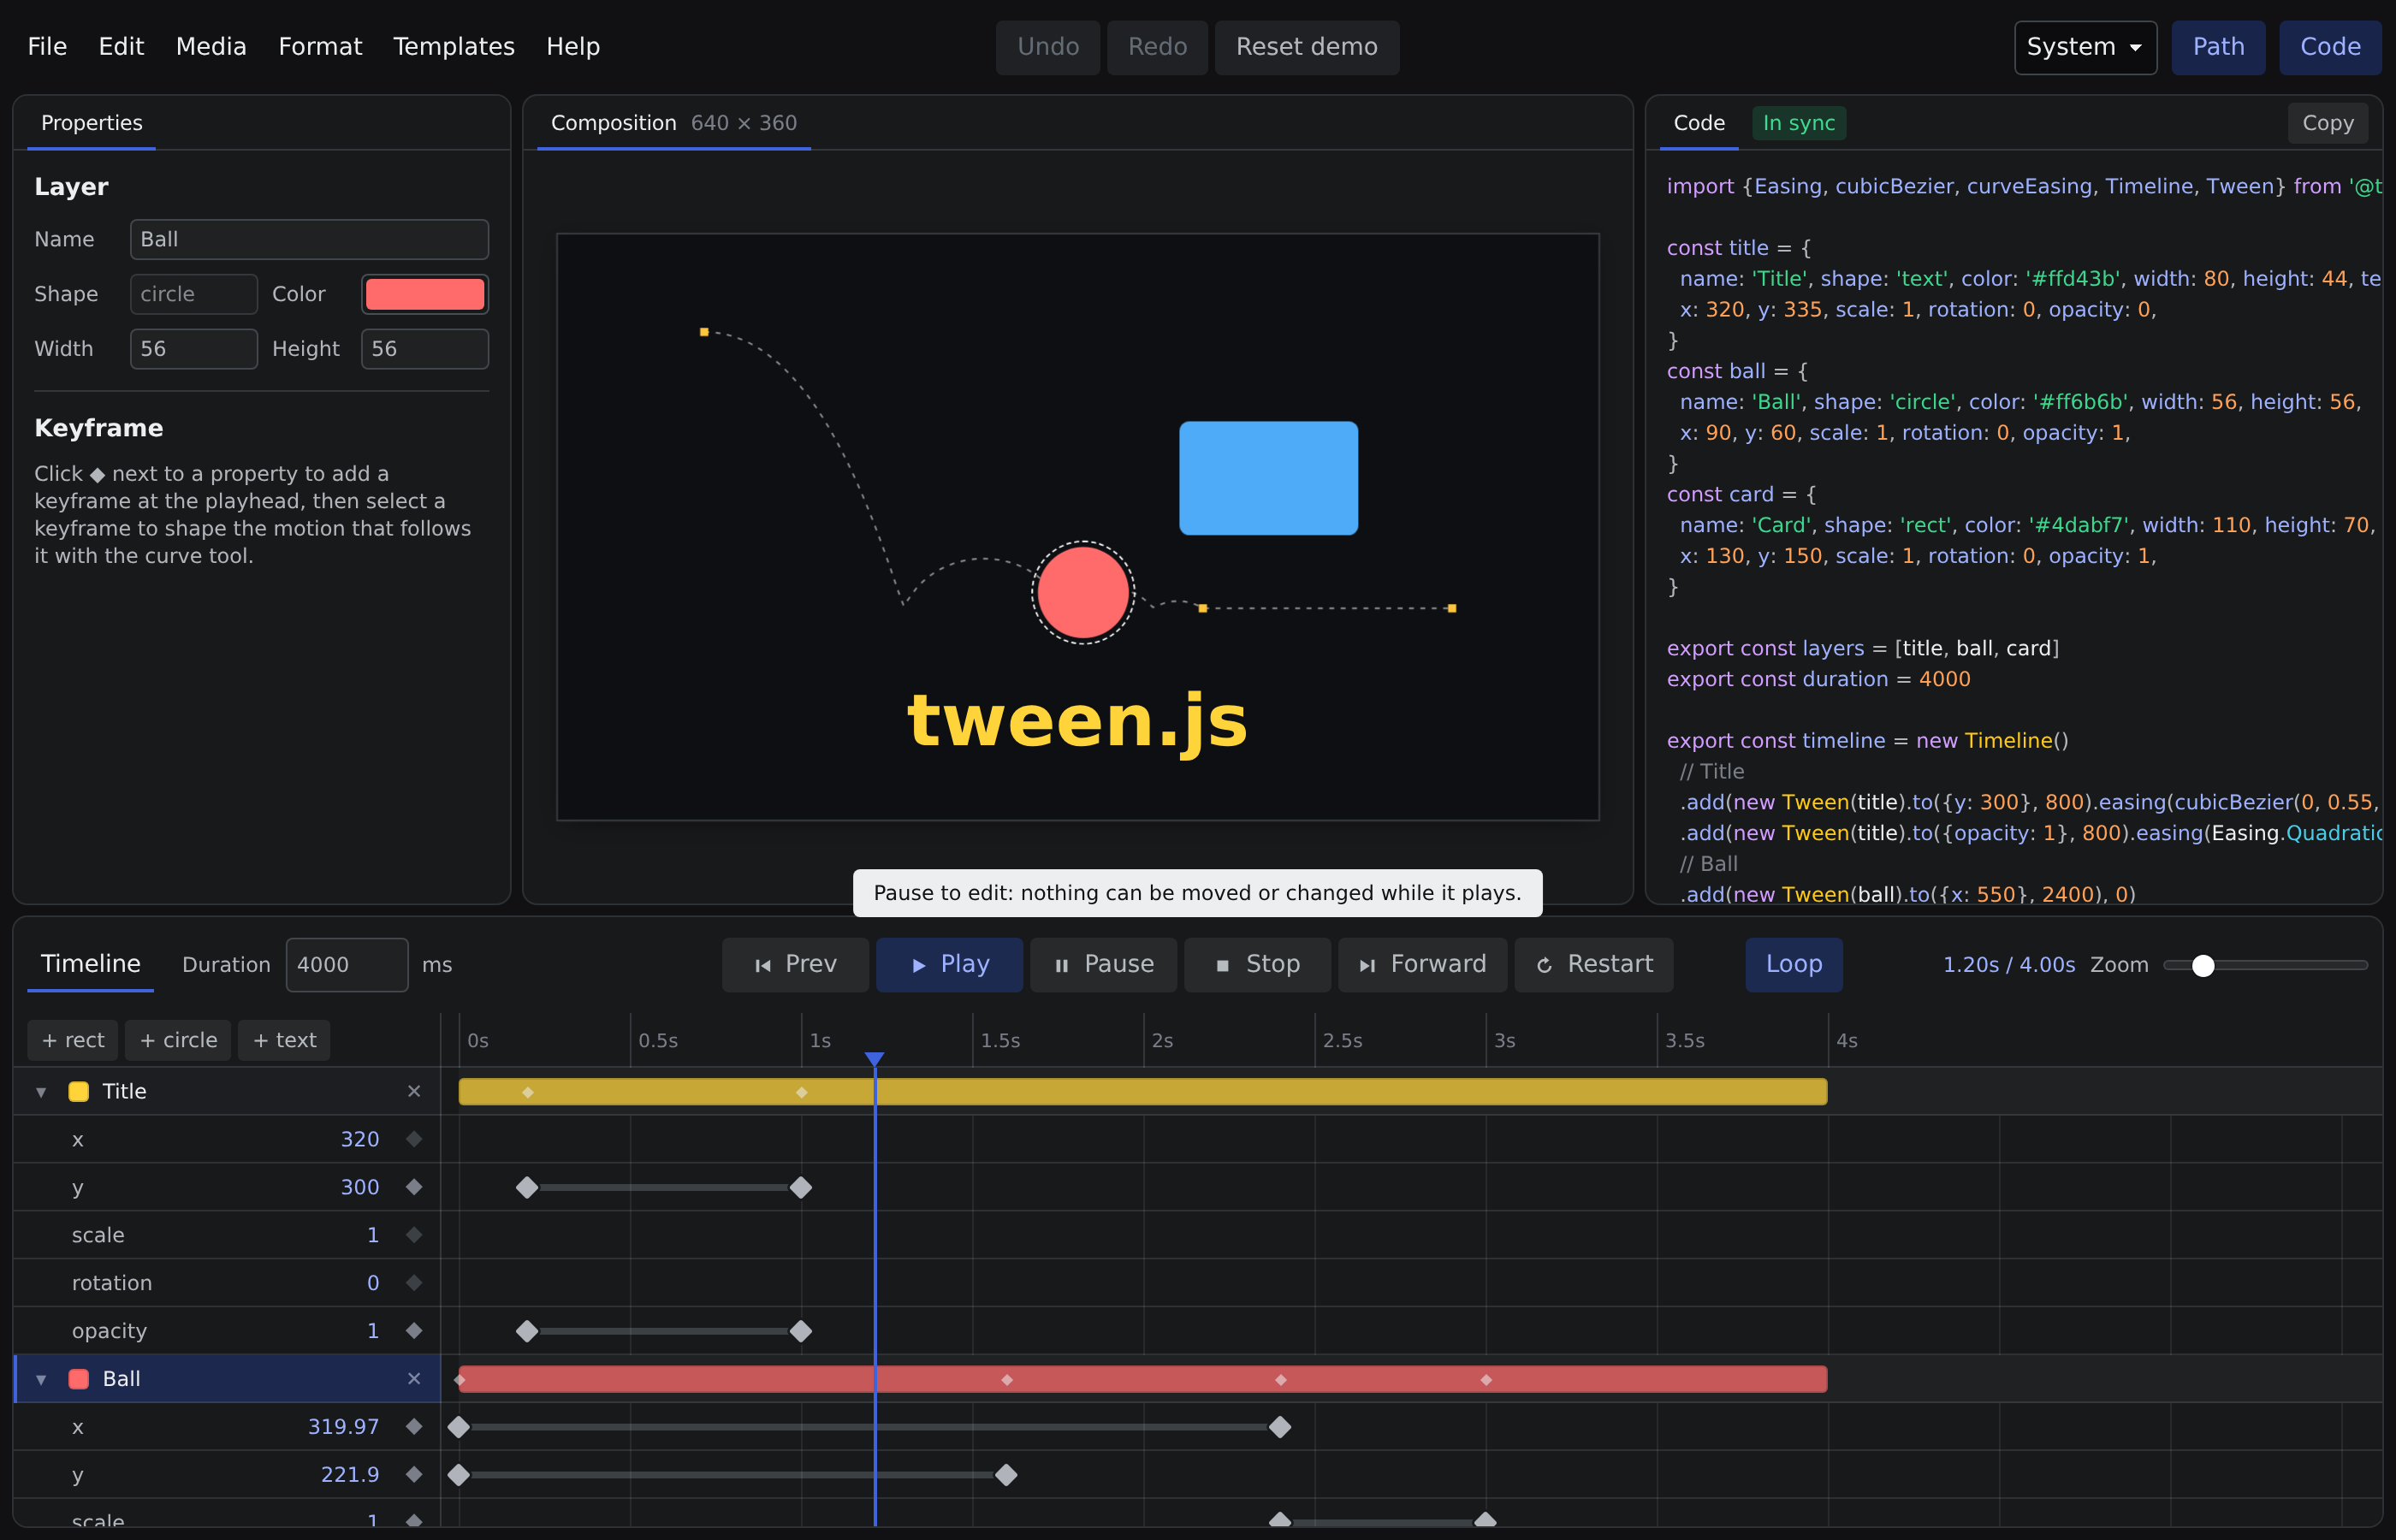 File Edit Media Format Templates Help
Undo Redo Reset demo
System Path Code
Properties
Layer
Name Ball
Shape circle Color
Width 56 Height 56
Keyframe
Click ◆ next to a property to add a
keyframe at the playhead, then select a
keyframe to shape the motion that follows
it with the curve tool.
Composition 640 × 360
tween.js
Code In sync Copy
import {Easing, cubicBezier, curveEasing, Timeline, Tween} from '@t
const title = {
name: 'Title', shape: 'text', color: '#ffd43b', width: 80, height: 44, te
x: 320, y: 335, scale: 1, rotation: 0, opacity: 0,
}
const ball = {
name: 'Ball', shape: 'circle', color: '#ff6b6b', width: 56, height: 56,
x: 90, y: 60, scale: 1, rotation: 0, opacity: 1,
}
const card = {
name: 'Card', shape: 'rect', color: '#4dabf7', width: 110, height: 70,
x: 130, y: 150, scale: 1, rotation: 0, opacity: 1,
}
export const layers = [title, ball, card]
export const duration = 4000
export const timeline = new Timeline()
// Title
.add(new Tween(title).to({y: 300}, 800).easing(cubicBezier(0, 0.55,
.add(new Tween(title).to({opacity: 1}, 800).easing(Easing.Quadratic
// Ball
.add(new Tween(ball).to({x: 550}, 2400), 0)
Pause to edit: nothing can be moved or changed while it plays.
Timeline Duration 4000 ms
Prev Play Pause Stop Forward Restart Loop
1.20s / 4.00s Zoom
+ rect + circle + text
0s 0.5s 1s 1.5s 2s 2.5s 3s 3.5s 4s
Title
x 320
y 300
scale 1
rotation 0
opacity 1
Ball
x 319.97
y 221.9
scale 1